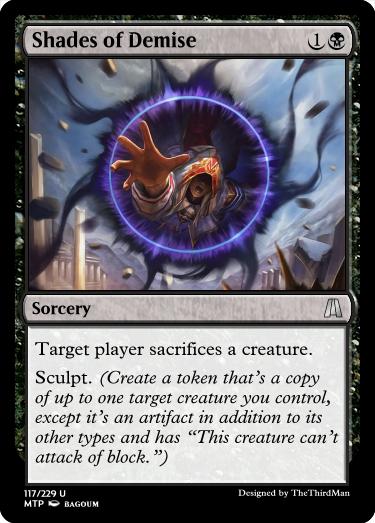 Shades of Demise 1
Sorcery
Target player sacrifices a creature.
Sculpt. (Create a token that's a copy
of up to one target creature you control,
except it's an artifact in addition to its
other types and has “This creature can't
attack of block.”)
117/229 U
MTP BAGOUM
Designed by TheThirdMan